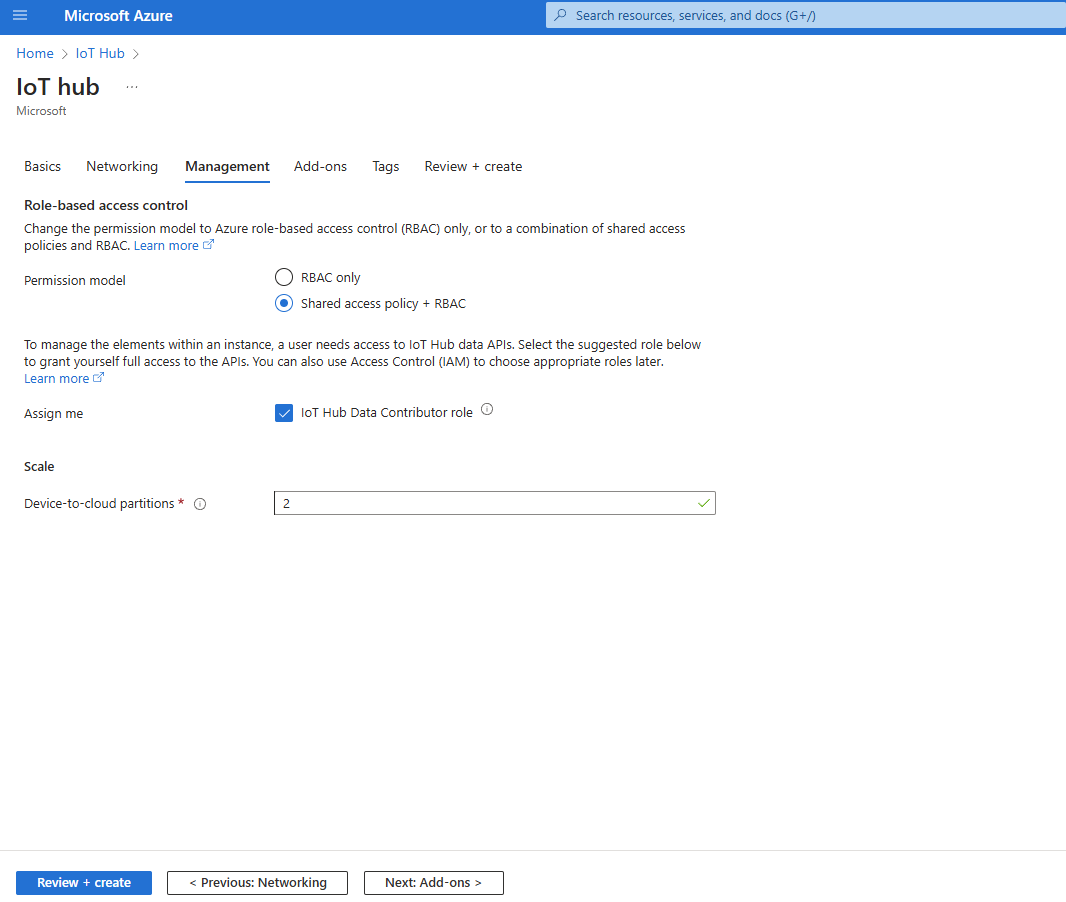 Microsoft Azure
Search resources, services, and docs (G+/)
Home > IoT Hub >
IoT hub ...
Microsoft
Basics Networking Management Add-ons Tags Review + create
Role-based access control
Change the permission model to Azure role-based access control (RBAC) only, or to a combination of shared access
policies and RBAC. Learn more
Permission model
RBAC only
Shared access policy + RBAC
To manage the elements within an instance, a user needs access to IoT Hub data APIs. Select the suggested role below
to grant yourself full access to the APIs. You can also use Access Control (IAM) to choose appropriate roles later.
Learn more
Assign me
IoT Hub Data Contributor role
Scale
Device-to-cloud partitions *
2
Review + create
< Previous: Networking
Next: Add-ons >